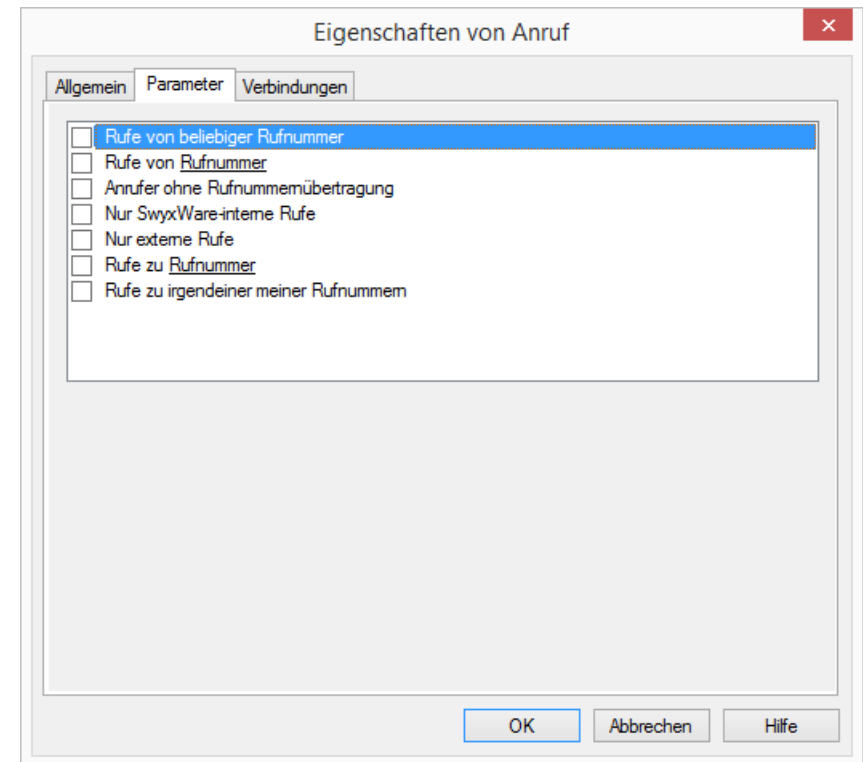 Eigenschaften von Anruf
Allgemein Parameter Verbindungen
Rufe von beliebiger Rufnummer
Rufe von Rufnummer
Anrufer ohne Rufnummernübertragung
Nur SwyxWare-interne Rufe
Nur externe Rufe
Rufe zu Rufnummer
Rufe zu irgendeiner meiner Rufnummern
OK Abbrechen Hilfe